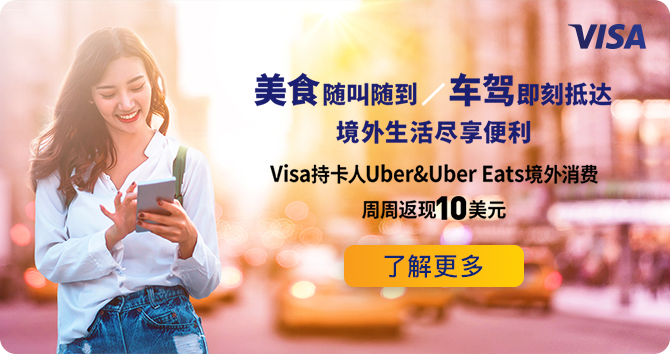 VISA
美食随叫随到／车驾即刻抵达
境外生活尽享便利
Visa持卡人Uber&Uber Eats境外消费
周周返现10美元
了解更多